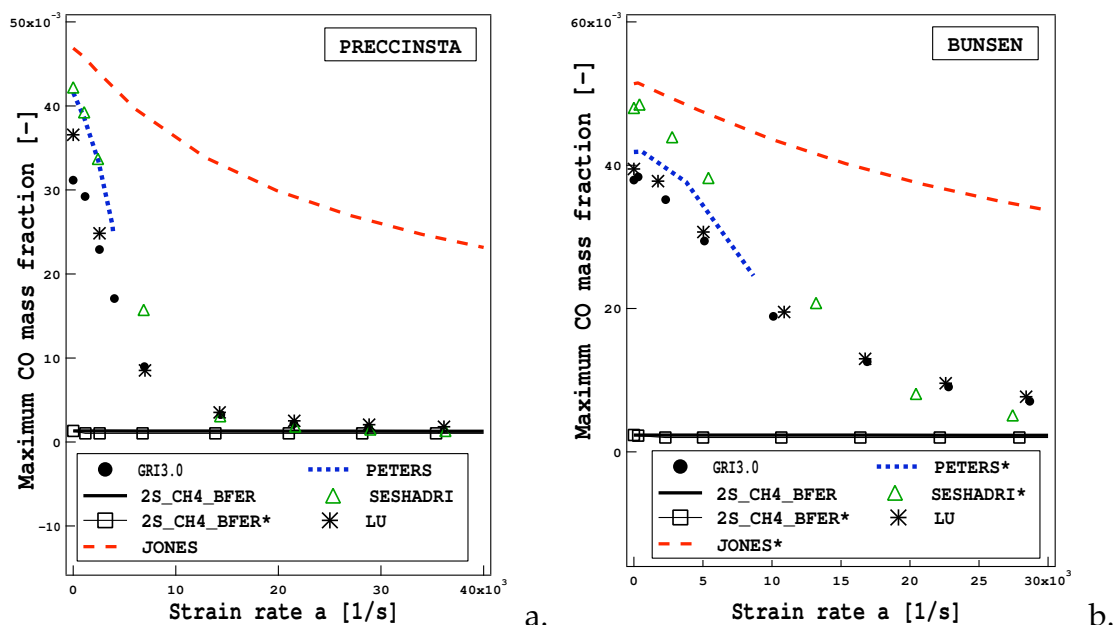 50x10⁻³
PRECCINSTA
40
30
20
10
0
−10
Maximum CO mass fraction [−]
GRI3.0
PETERS
2S_CH4_BFER
SESHADRI
2S_CH4_BFER*
LU
JONES
0
10
20
30
40x10³
Strain rate a [1/s]
a.
60x10⁻³
BUNSEN
40
20
0
Maximum CO mass fraction [−]
GRI3.0
PETERS*
2S_CH4_BFER
SESHADRI*
2S_CH4_BFER*
LU
JONES*
0
5
10
15
20
25
30x10³
Strain rate a [1/s]
b.